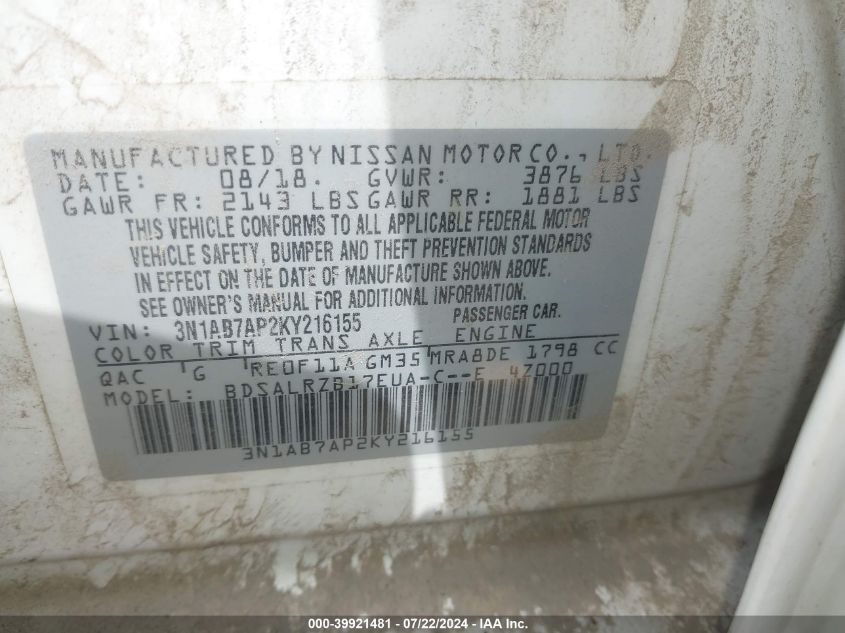 MANUFACTURED BY NISSAN MOTOR CO., LTD.
DATE: 08/18. GVWR: 3876 LBS
GAWR FR: 2143 LBS GAWR RR: 1881 LBS
THIS VEHICLE CONFORMS TO ALL APPLICABLE FEDERAL MOTOR
VEHICLE SAFETY, BUMPER AND THEFT PREVENTION STANDARDS
IN EFFECT ON THE DATE OF MANUFACTURE SHOWN ABOVE.
SEE OWNER'S MANUAL FOR ADDITIONAL INFORMATION.
VIN: 3N1AB7AP2KY216155 PASSENGER CAR.
COLOR TRIM TRANS AXLE ENGINE
QAC G RE0F11A GM35 MRA8DE 1798 CC
MODEL: BDSALRZB17EUA-C--E 4Z000
3N1AB7AP2KY216155
000-39921481 - 07/22/2024 - IAA, Inc.